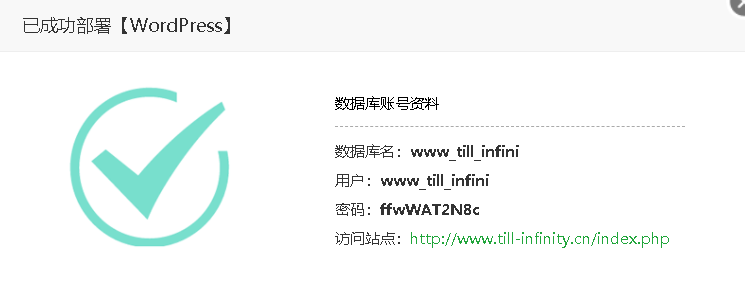 已成功部署【WordPress】
数据库账号资料
数据库名：www_till_infini
用户：www_till_infini
密码：ffwWAT2N8c
访问站点：http://www.till-infinity.cn/index.php